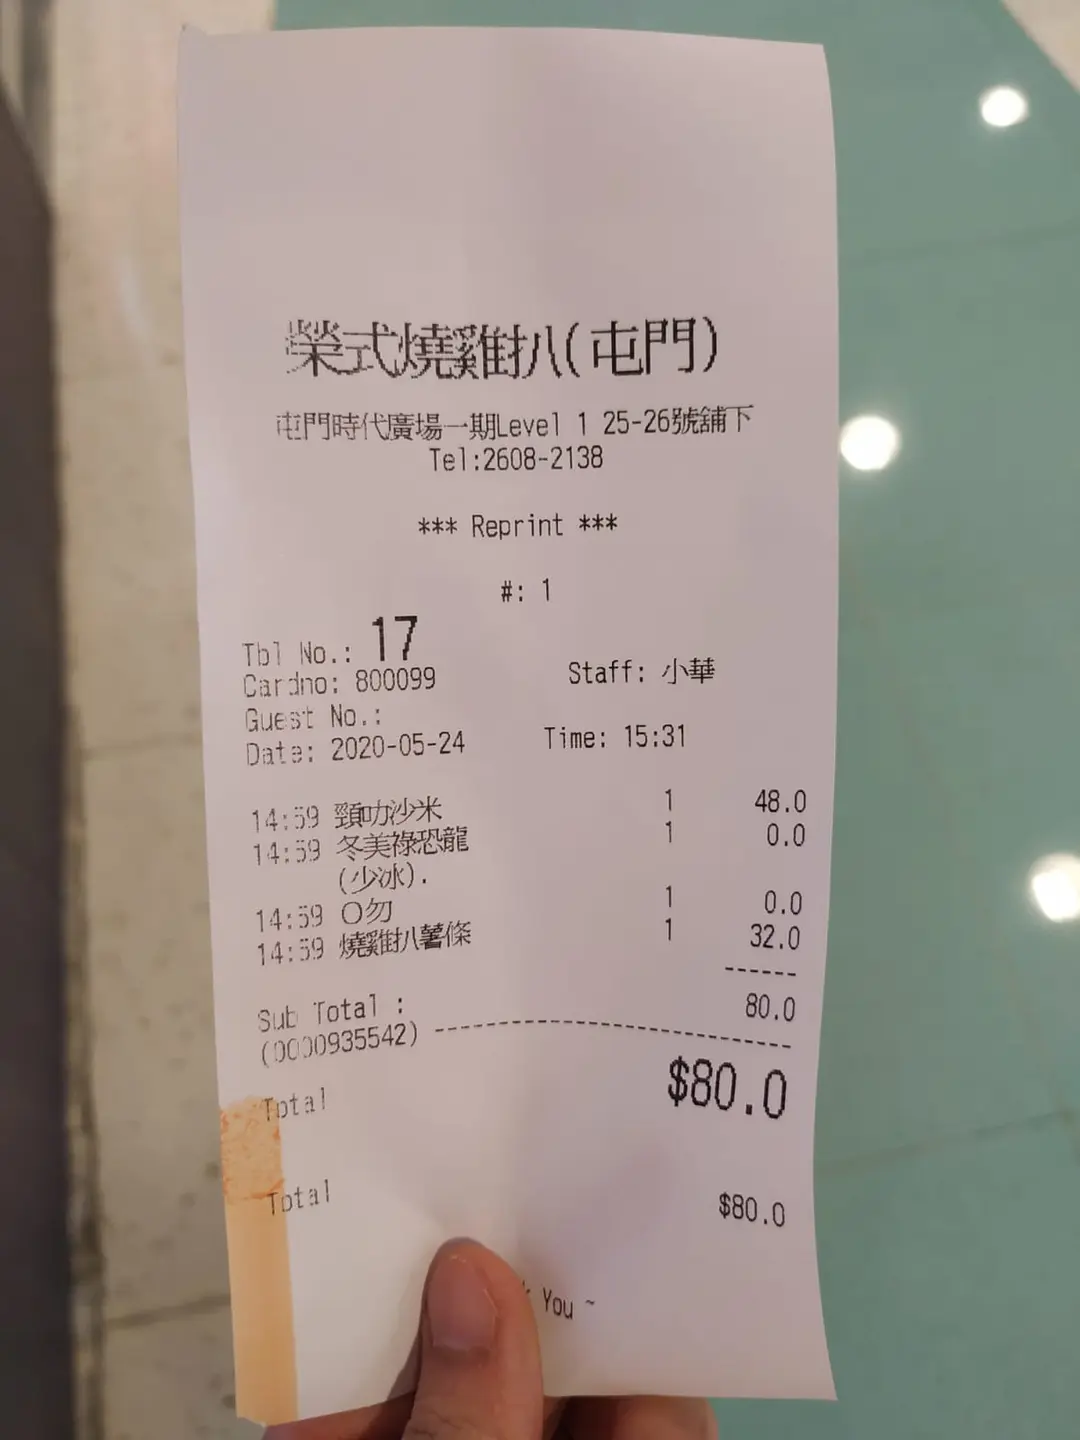 榮式燒雞扒(屯門)
屯門時代廣場一期Level 1 25-26號舖下
Tel:2608-2138
*** Reprint ***
#: 1
Tbl No.: 17
Cardno: 800099 Staff: 小華
Guest No.:
Date: 2020-05-24 Time: 15:31
14:59 頸叻沙米 1 48.0
14:59 冬美祿恐龍 1 0.0
(少冰).
14:59 O勿 1 0.0
14:59 燒雞扒薯條 1 32.0
------
Sub Total : 80.0
(0000935542) ----------------------------
Total $80.0
Total $80.0
You ~